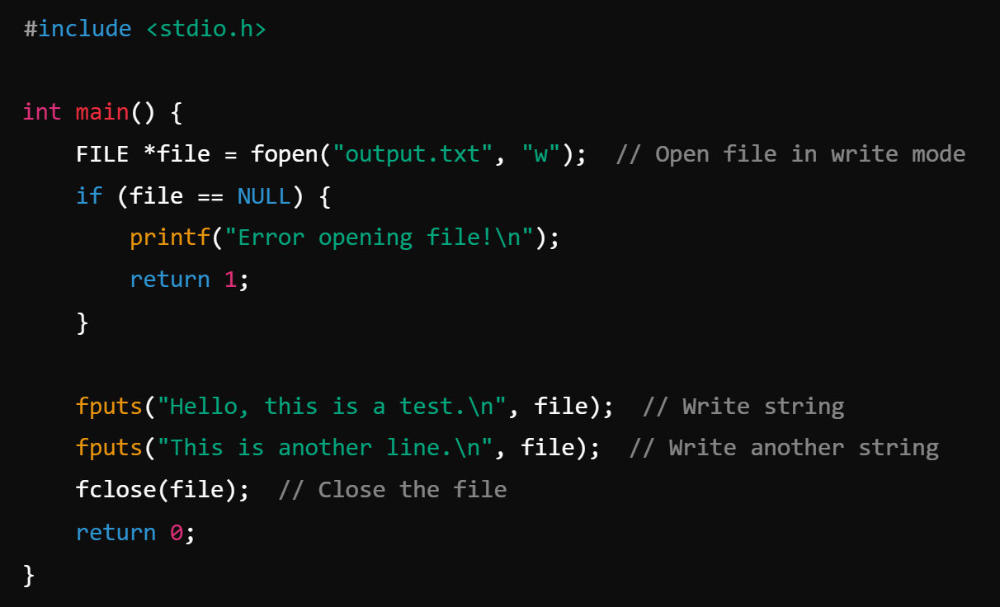 #include <stdio.h>
int main() {
    FILE *file = fopen("output.txt", "w");  // Open file in write mode
    if (file == NULL) {
        printf("Error opening file!\n");
        return 1;
    }
    fputs("Hello, this is a test.\n", file);  // Write string
    fputs("This is another line.\n", file);  // Write another string
    fclose(file);  // Close the file
    return 0;
}